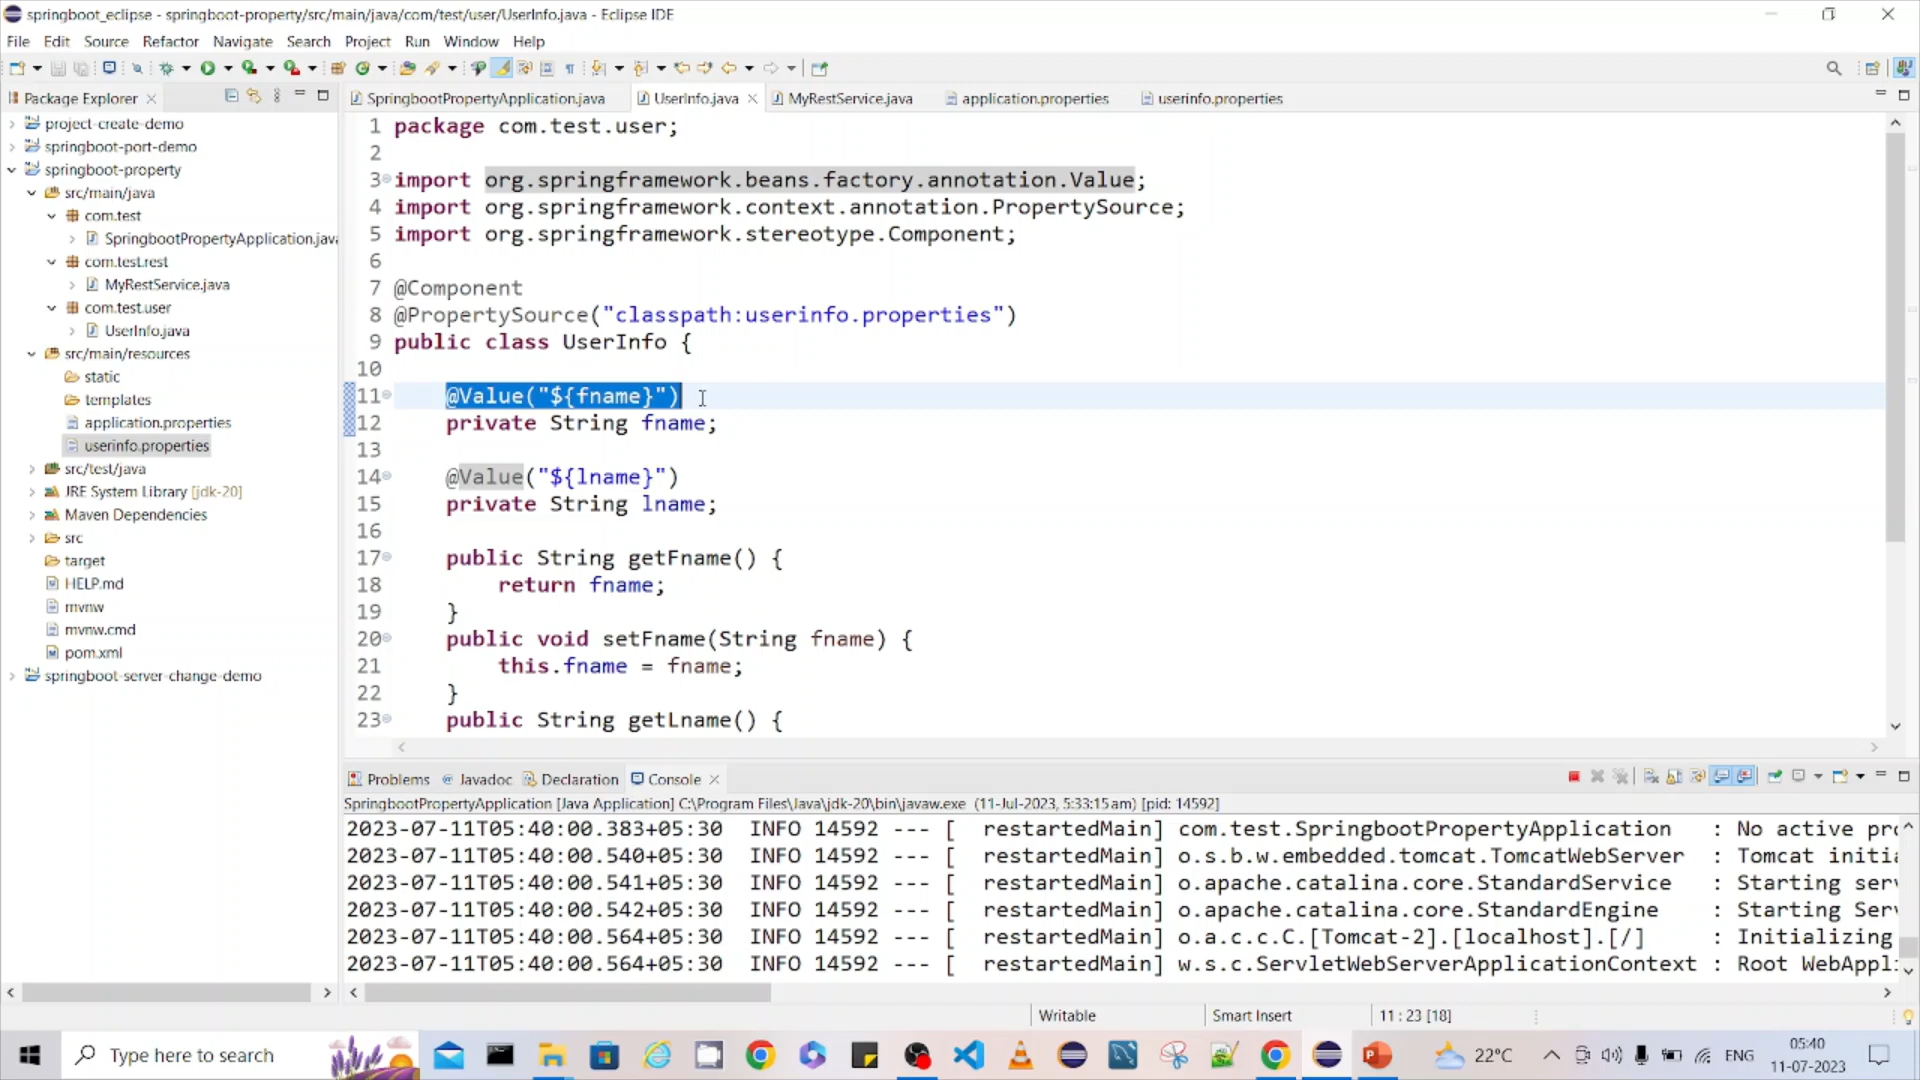 springboot_eclipse - springboot-property/src/main/java/com/test/user/UserInfo.java - Eclipse IDE
File Edit Source Refactor Navigate Search Project Run Window Help
Package Explorer
project-create-demo
springboot-port-demo
springboot-property
src/main/java
com.test
SpringbootPropertyApplication.java
com.test.rest
MyRestService.java
com.test.user
UserInfo.java
src/main/resources
static
templates
application.properties
userinfo.properties
src/test/java
JRE System Library [jdk-20]
Maven Dependencies
src
target
HELP.md
mvnw
mvnw.cmd
pom.xml
springboot-server-change-demo
SpringbootPropertyApplication.java UserInfo.java MyRestService.java application.properties userinfo.properties
1 package com.test.user;
2
3 import org.springframework.beans.factory.annotation.Value;
4 import org.springframework.context.annotation.PropertySource;
5 import org.springframework.stereotype.Component;
6
7 @Component
8 @PropertySource("classpath:userinfo.properties")
9 public class UserInfo {
10
11 @Value("${fname}")
12 private String fname;
13
14 @Value("${lname}")
15 private String lname;
16
17 public String getFname() {
18 return fname;
19 }
20 public void setFname(String fname) {
21 this.fname = fname;
22 }
23 public String getLname() {
Problems Javadoc Declaration Console
SpringbootPropertyApplication [Java Application] C:\Program Files\Java\jdk-20\bin\javaw.exe (11-Jul-2023, 5:33:15 am) [pid: 14592]
2023-07-11T05:40:00.383+05:30 INFO 14592 --- [ restartedMain] com.test.SpringbootPropertyApplication : No active pro
2023-07-11T05:40:00.540+05:30 INFO 14592 --- [ restartedMain] o.s.b.w.embedded.tomcat.TomcatWebServer : Tomcat initia
2023-07-11T05:40:00.541+05:30 INFO 14592 --- [ restartedMain] o.apache.catalina.core.StandardService : Starting serv
2023-07-11T05:40:00.542+05:30 INFO 14592 --- [ restartedMain] o.apache.catalina.core.StandardEngine : Starting Serv
2023-07-11T05:40:00.564+05:30 INFO 14592 --- [ restartedMain] o.a.c.c.C.[Tomcat-2].[localhost].[/] : Initializing
2023-07-11T05:40:00.564+05:30 INFO 14592 --- [ restartedMain] w.s.c.ServletWebServerApplicationContext : Root WebAppl
Writable Smart Insert 11 : 23 [18]
Type here to search
22°C ENG 05:40
11-07-2023